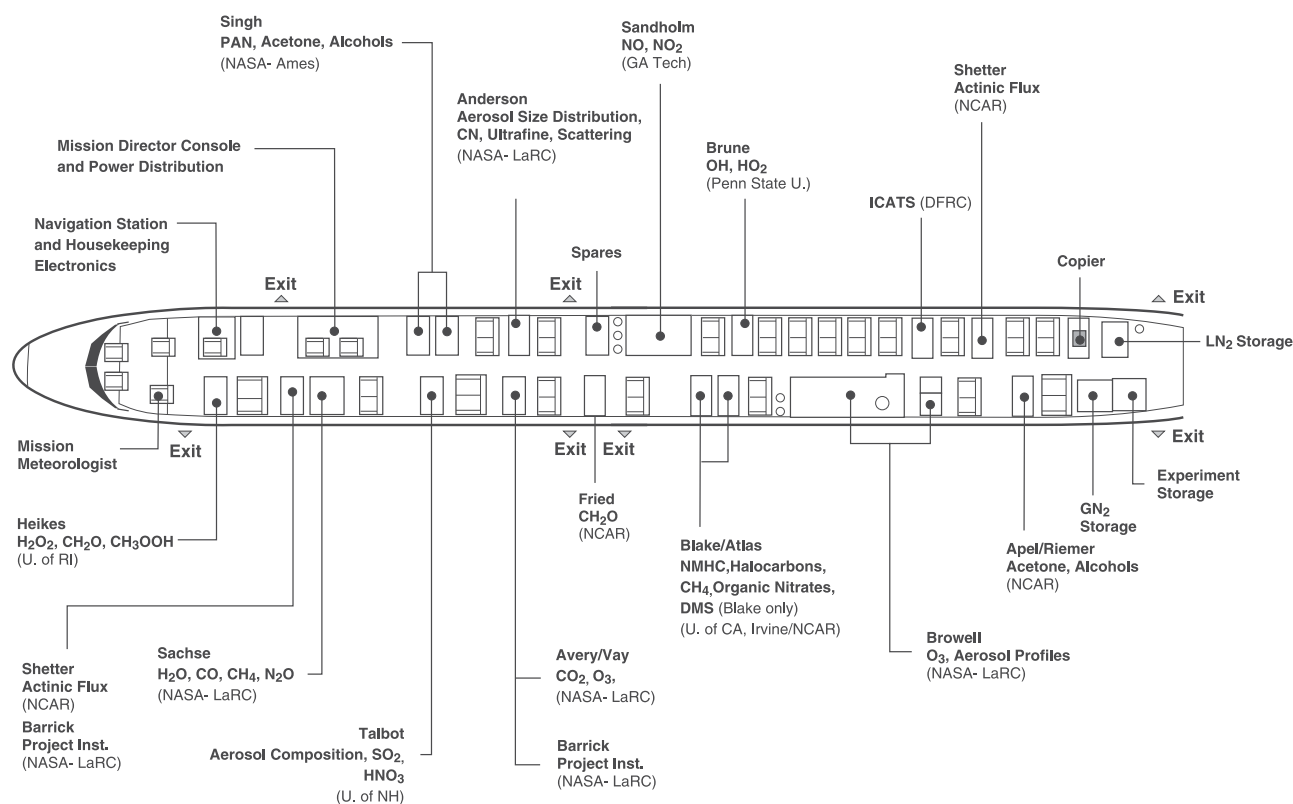 Singh
PAN, Acetone, Alcohols
(NASA- Ames)
Sandholm
NO, NO₂
(GA Tech)
Shetter
Actinic Flux
(NCAR)
Anderson
Aerosol Size Distribution,
CN, Ultrafine, Scattering
(NASA- LaRC)
Mission Director Console
and Power Distribution
Brune
OH, HO₂
(Penn State U.)
ICATS (DFRC)
Navigation Station
and Housekeeping
Electronics
Spares
Copier
Exit
Exit
Exit
LN₂ Storage
Mission
Meteorologist
Exit
Exit
Exit
Exit
Experiment
Storage
GN₂
Storage
Heikes
H₂O₂, CH₂O, CH₃OOH
(U. of RI)
Fried
CH₂O
(NCAR)
Blake/Atlas
NMHC,Halocarbons,
CH₄,Organic Nitrates,
DMS (Blake only)
(U. of CA, Irvine/NCAR)
Apel/Riemer
Acetone, Alcohols
(NCAR)
Browell
O₃, Aerosol Profiles
(NASA- LaRC)
Shetter
Actinic Flux
(NCAR)
Barrick
Project Inst.
(NASA- LaRC)
Sachse
H₂O, CO, CH₄, N₂O
(NASA- LaRC)
Talbot
Aerosol Composition, SO₂,
HNO₃
(U. of NH)
Avery/Vay
CO₂, O₃,
(NASA- LaRC)
Barrick
Project Inst.
(NASA- LaRC)